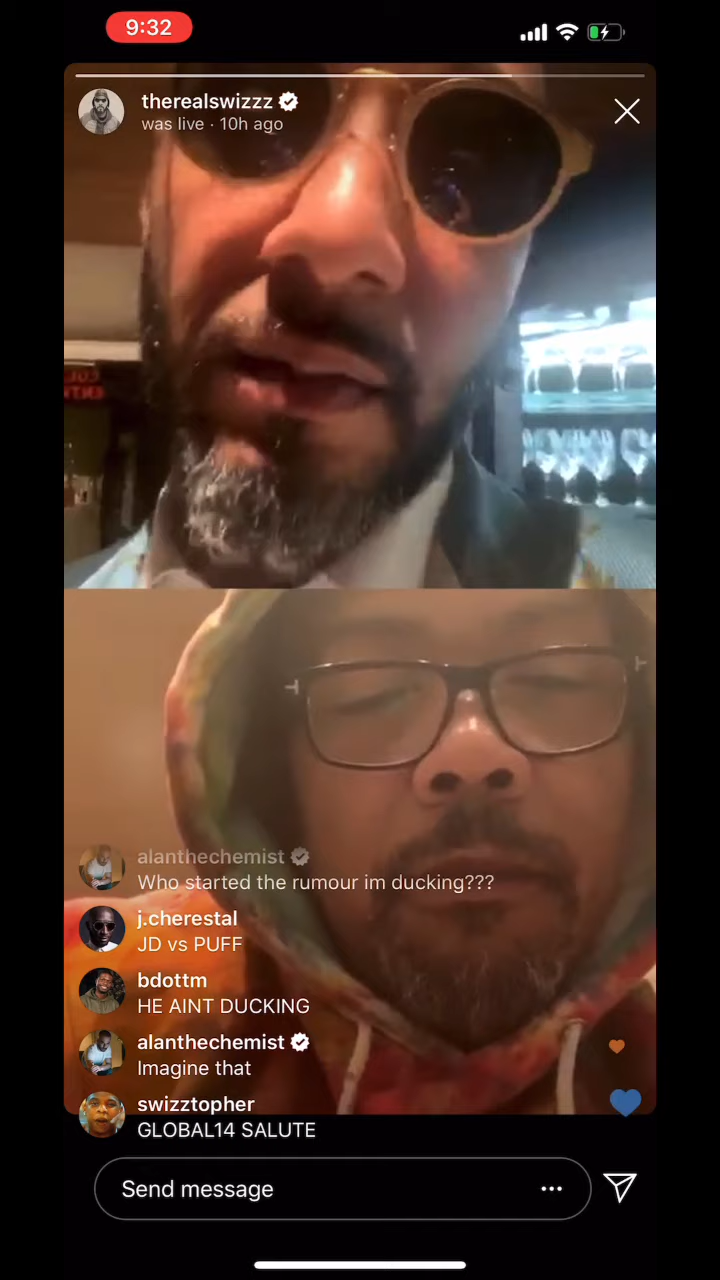 9:32
therealswizzz
was live · 10h ago
alanthechemist
Who started the rumour im ducking???
j.cherestal
JD vs PUFF
bdottm
HE AINT DUCKING
alanthechemist
Imagine that
swizztopher
GLOBAL14 SALUTE
Send message